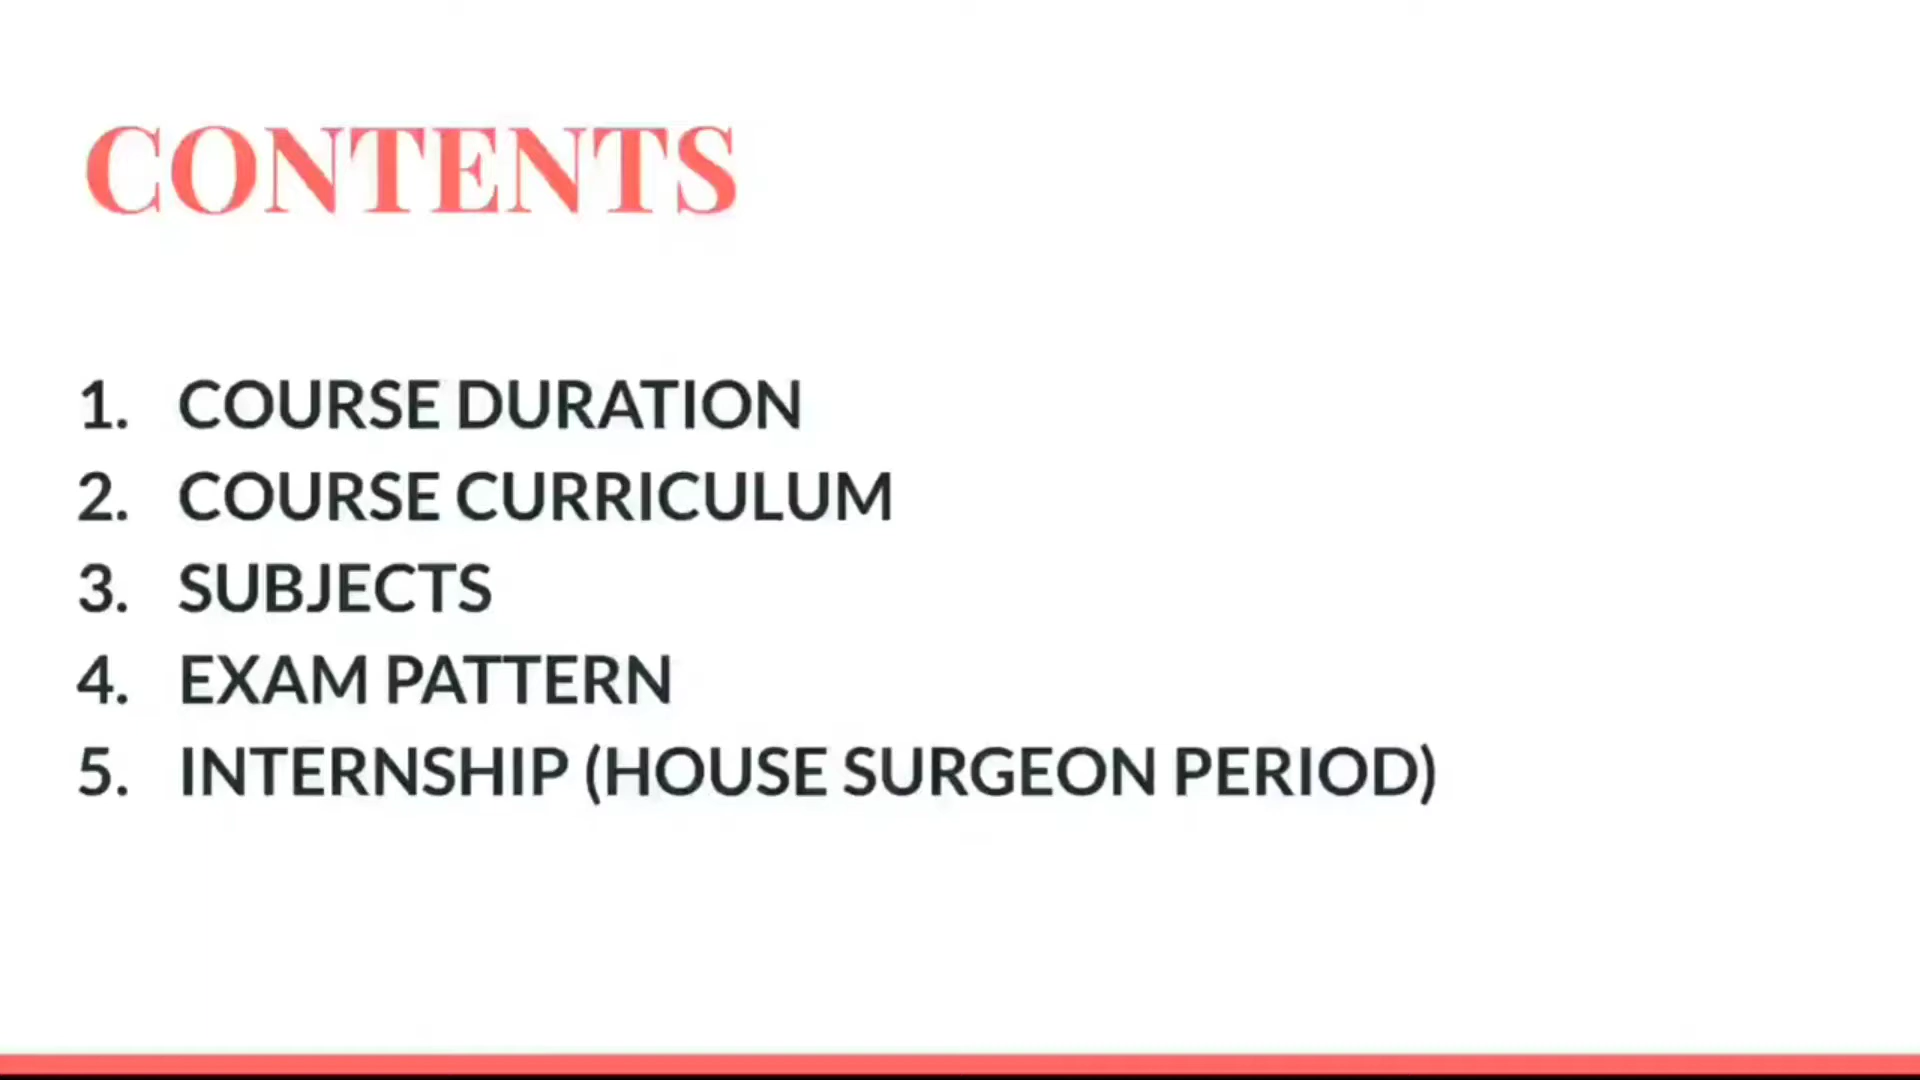 CONTENTS
1. COURSE DURATION
2. COURSE CURRICULUM
3. SUBJECTS
4. EXAM PATTERN
5. INTERNSHIP (HOUSE SURGEON PERIOD)